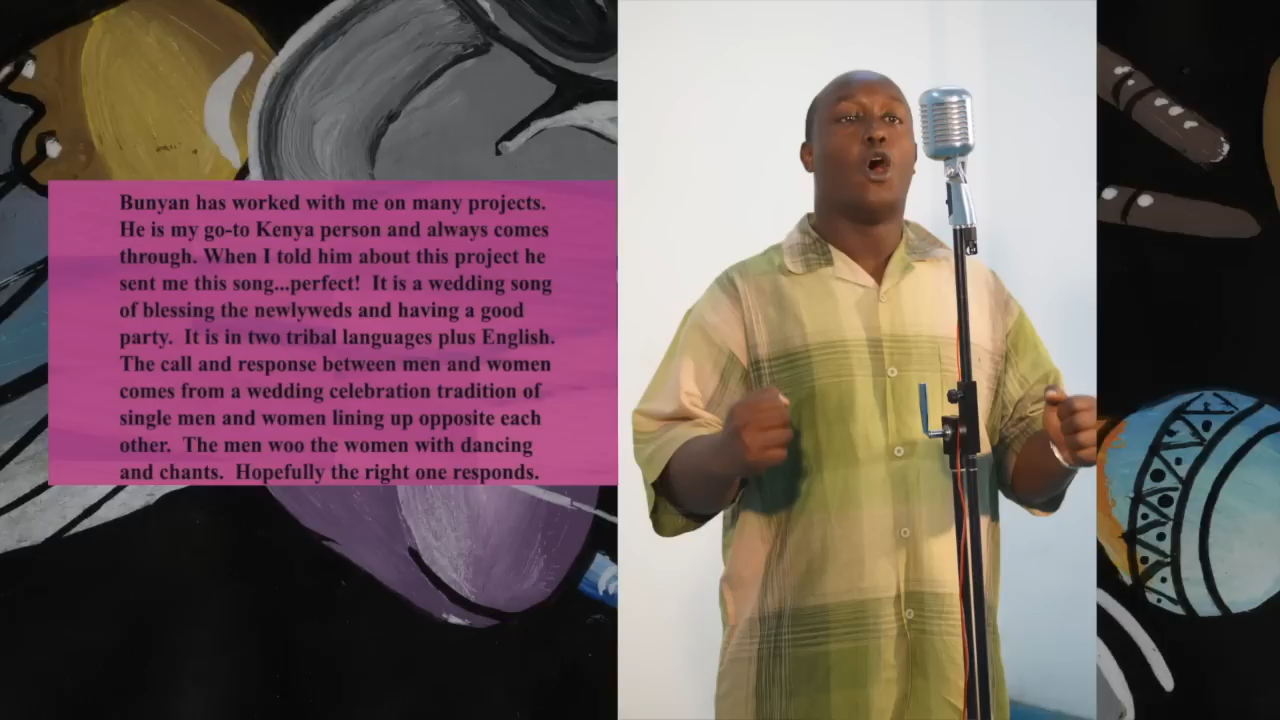 Bunyan has worked with me on many projects.
He is my go-to Kenya person and always comes
through. When I told him about this project he
sent me this song...perfect!  It is a wedding song
of blessing the newlyweds and having a good
party.  It is in two tribal languages plus English.
The call and response between men and women
comes from a wedding celebration tradition of
single men and women lining up opposite each
other.  The men woo the women with dancing
and chants.  Hopefully the right one responds.